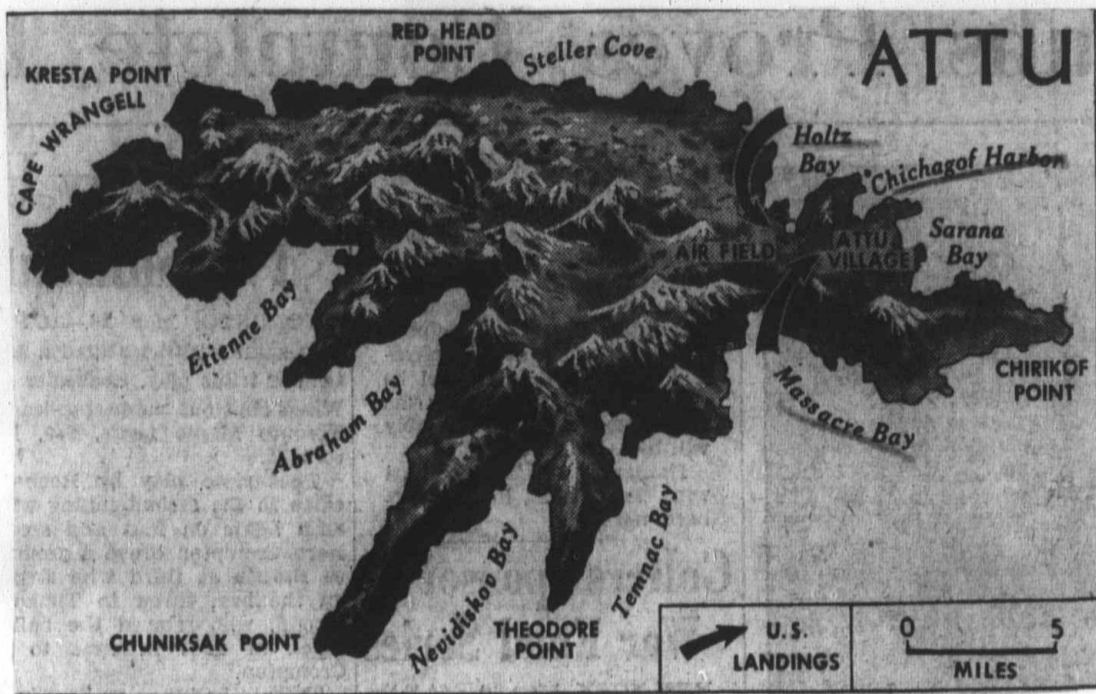 ATTU
RED HEAD
POINT
Steller Cove
KRESTA POINT
CAPE WRANGELL
Holtz
Bay
Chichagof Harbor
Sarana
Bay
AIR FIELD
ATTU
VILLAGE
Etienne Bay
Abraham Bay
Massacre Bay
CHIRIKOF
POINT
Nevidiskov Bay
Temnac Bay
CHUNIKSAK POINT
THEODORE
POINT
U.S.
LANDINGS
0 5
MILES